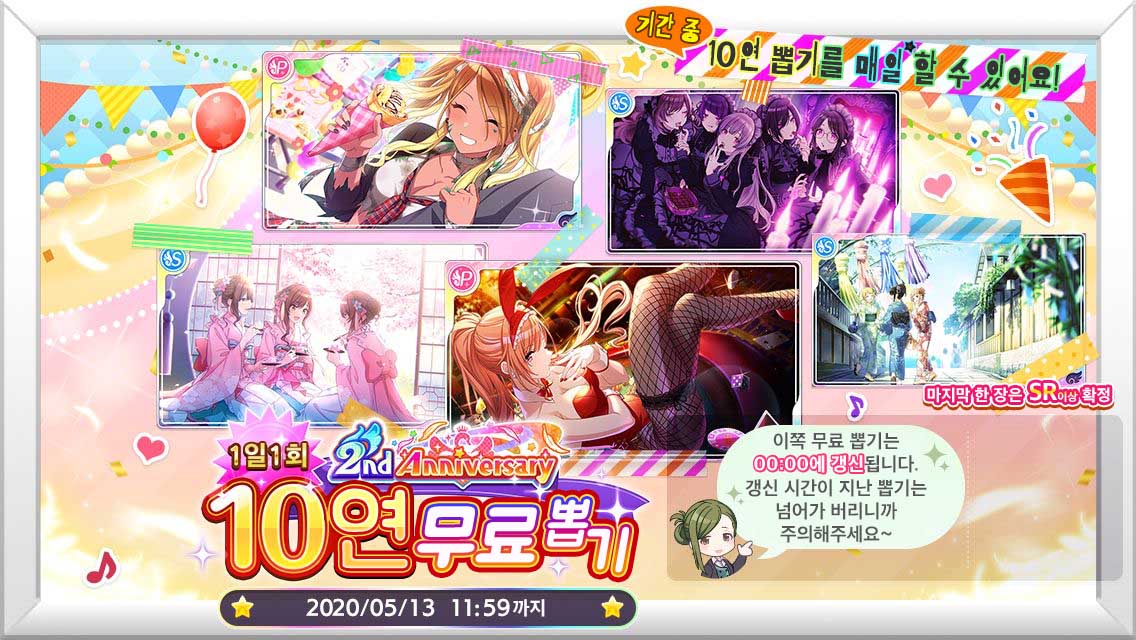 기간 중
10연 뽑기를 매일 할 수 있어요!
P
S
S
P
S
마지막 한 장은 SR이상 확정
1일1회
2nd Anniversary
10연 무료 뽑기
2020/05/13 11:59까지
이쪽 무료 뽑기는
00:00에 갱신됩니다.
갱신 시간이 지난 뽑기는
넘어가 버리니까
주의해주세요~